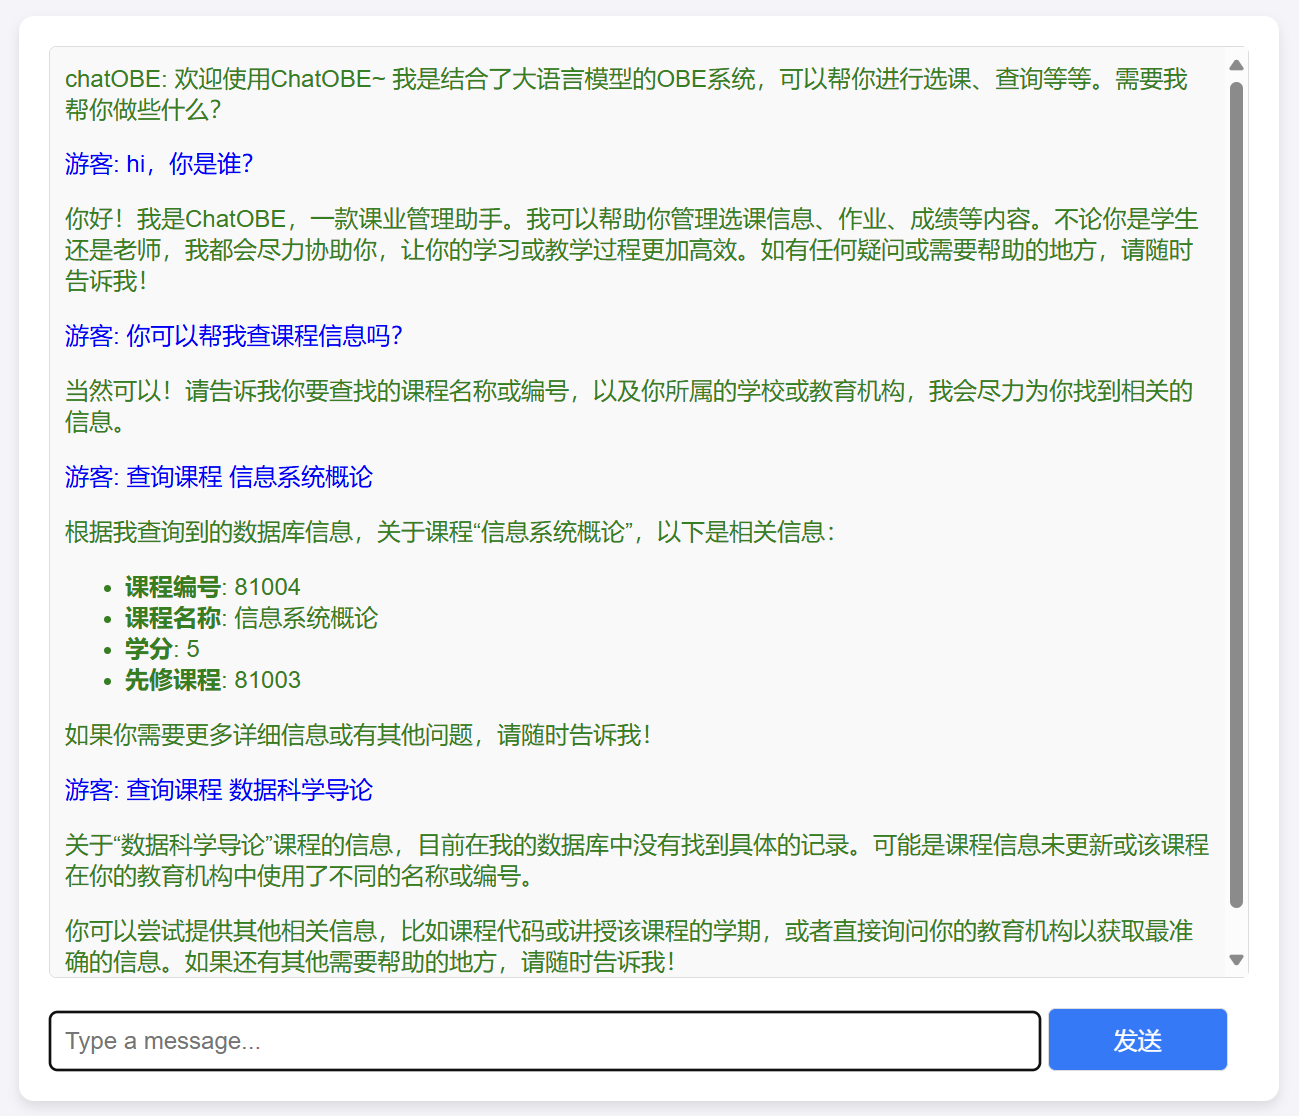 chatOBE: 欢迎使用ChatOBE~ 我是结合了大语言模型的OBE系统，可以帮你进行选课、查询等等。需要我
帮你做些什么？
游客: hi，你是谁？
你好！我是ChatOBE，一款课业管理助手。我可以帮助你管理选课信息、作业、成绩等内容。不论你是学生
还是老师，我都会尽力协助你，让你的学习或教学过程更加高效。如有任何疑问或需要帮助的地方，请随时
告诉我！
游客: 你可以帮我查课程信息吗？
当然可以！请告诉我你要查找的课程名称或编号，以及你所属的学校或教育机构，我会尽力为你找到相关的
信息。
游客: 查询课程 信息系统概论
根据我查询到的数据库信息，关于课程“信息系统概论”，以下是相关信息：
• 课程编号: 81004
• 课程名称: 信息系统概论
• 学分: 5
• 先修课程: 81003
如果你需要更多详细信息或有其他问题，请随时告诉我！
游客: 查询课程 数据科学导论
关于“数据科学导论”课程的信息，目前在我的数据库中没有找到具体的记录。可能是课程信息未更新或该课程
在你的教育机构中使用了不同的名称或编号。
你可以尝试提供其他相关信息，比如课程代码或讲授该课程的学期，或者直接询问你的教育机构以获取最准
确的信息。如果还有其他需要帮助的地方，请随时告诉我！
Type a message...
发送